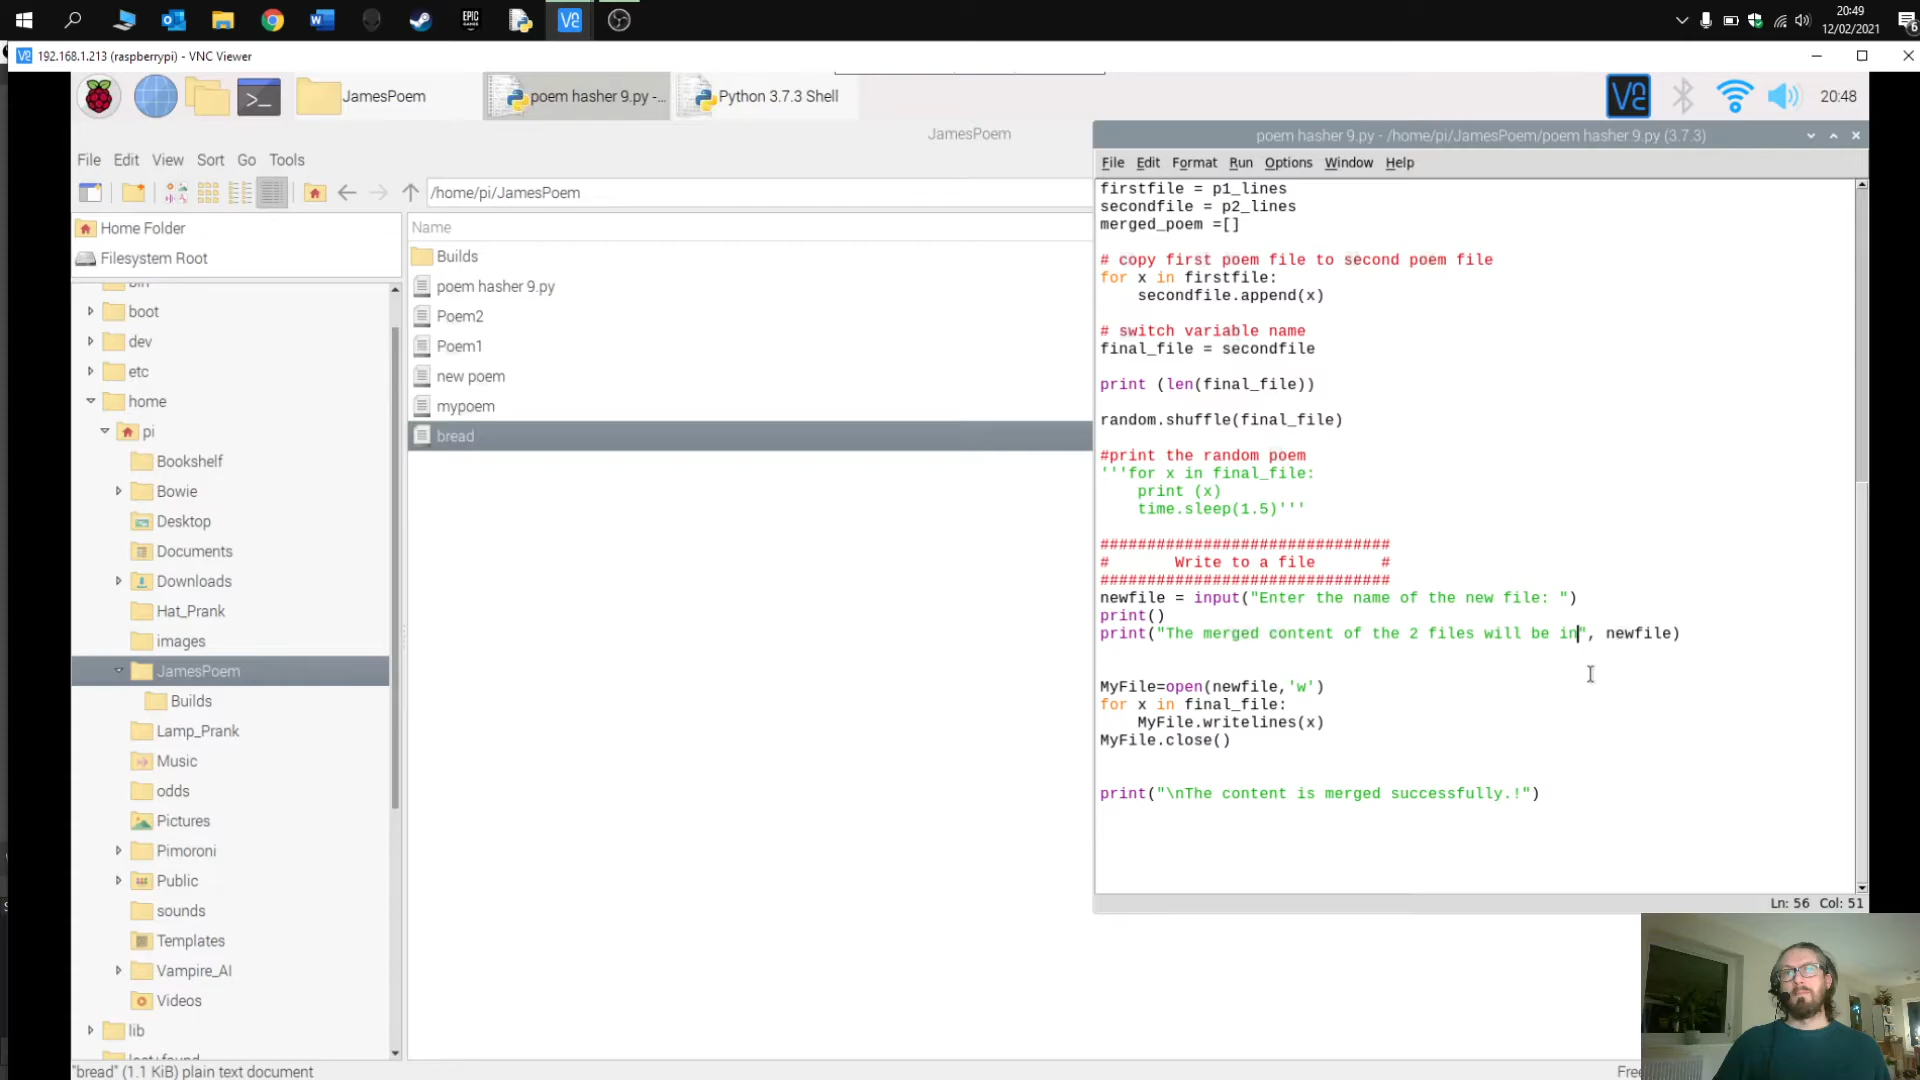 20:49
12/02/2021
6
192.168.1.213 (raspberrypi) - VNC Viewer
JamesPoem
poem hasher 9.py -...
Python 3.7.3 Shell
20:48
JamesPoem
File Edit View Sort Go Tools
/home/pi/JamesPoem
Home Folder
Filesystem Root
bin
boot
dev
etc
home
pi
Bookshelf
Bowie
Desktop
Documents
Downloads
Hat_Prank
images
JamesPoem
Builds
Lamp_Prank
Music
odds
Pictures
Pimoroni
Public
sounds
Templates
Vampire_AI
Videos
lib
lost+found
Name
Builds
poem hasher 9.py
Poem2
Poem1
new poem
mypoem
bread
"bread" (1.1 KiB) plain text document
Free
poem hasher 9.py - /home/pi/JamesPoem/poem hasher 9.py (3.7.3)
File Edit Format Run Options Window Help
firstfile = p1_lines
secondfile = p2_lines
merged_poem =[]
# copy first poem file to second poem file
for x in firstfile:
    secondfile.append(x)
# switch variable name
final_file = secondfile
print (len(final_file))
random.shuffle(final_file)
#print the random poem
'''for x in final_file:
    print (x)
    time.sleep(1.5)'''
###############################
#       Write to a file       #
###############################
newfile = input("Enter the name of the new file: ")
print()
print("The merged content of the 2 files will be in", newfile)
MyFile=open(newfile,'w')
for x in final_file:
    MyFile.writelines(x)
MyFile.close()
print("\nThe content is merged successfully.!")
Ln: 56 Col: 51